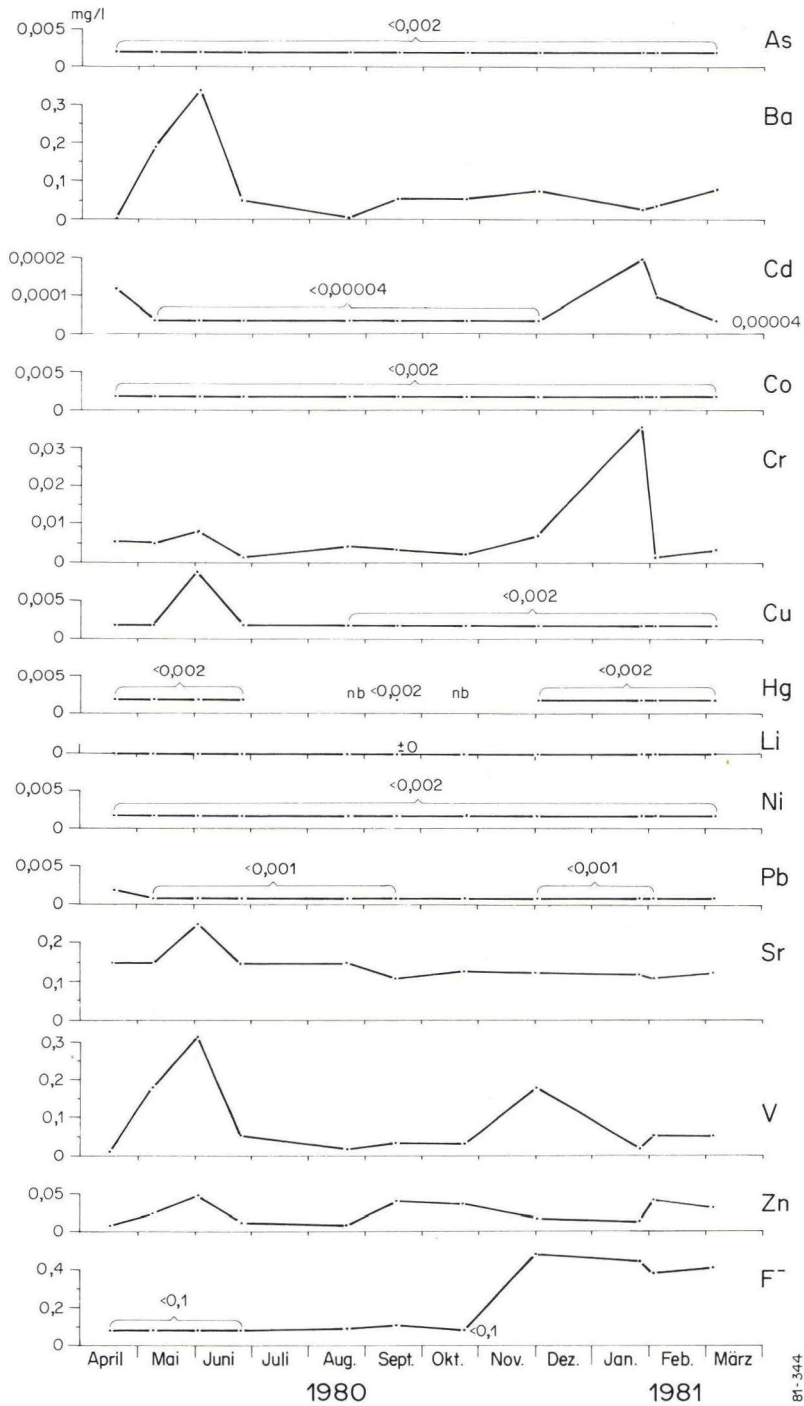 mg/l
0,005
0
<0,002
As
0,3
0,2
0,1
0
Ba
0,0002
0,0001
0
<0,00004
0,00004
Cd
0,005
0
<0,002
Co
0,03
0,02
0,01
0
Cr
0,005
0
<0,002
Cu
0,005
0
<0,002
nb <0,002
nb
<0,002
Hg
0
±0
Li
0,005
0
<0,002
Ni
0,005
0
<0,001
<0,001
Pb
0,2
0,1
0
Sr
0,3
0,2
0,1
0
V
0,05
0
Zn
0,4
0,2
0
<0,1
<0,1
F⁻
April Mai Juni Juli Aug. Sept. Okt. Nov. Dez. Jan. Feb. März
1980 1981
81-344